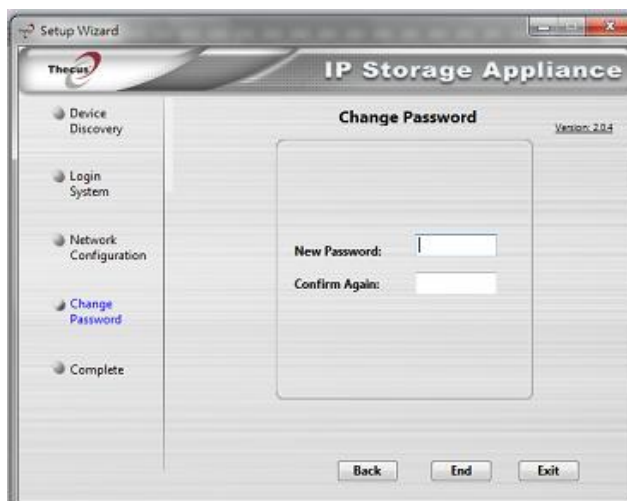 Setup Wizard
Thecus
IP Storage Appliance
Device
Discovery
Login
System
Network
Configuration
Change
Password
Complete
Change Password
Version: 2.0.4
New Password:
Confirm Again:
Back
End
Exit